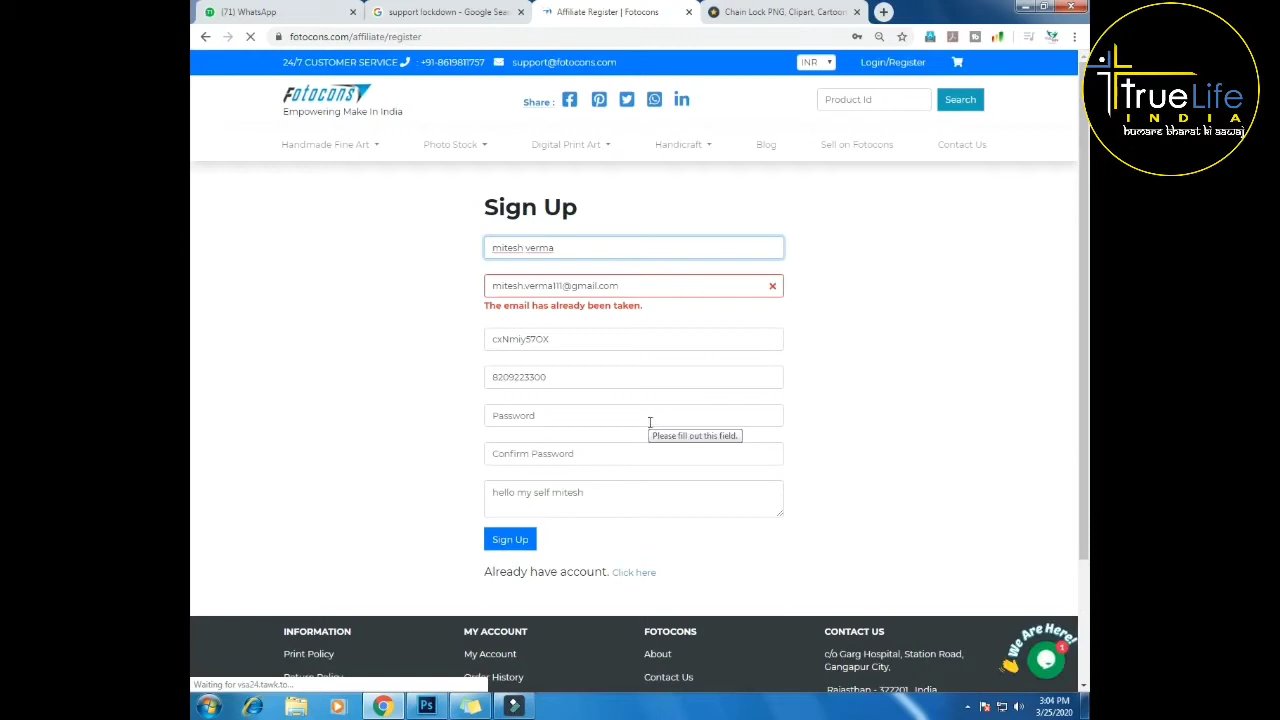 (71) WhatsApp
support lockdown - Google Sear
Affiliate Register | Fotocons
Chain Lock PNG, Clipart, Cartoon
fotocons.com/affiliate/register
24/7 CUSTOMER SERVICE : +91-8619811757 support@fotocons.com INR Login/Register
Fotocons
Empowering Make In India
Share :
Product Id Search
Handmade Fine Art Photo Stock Digital Print Art Handicraft Blog Sell on Fotocons Contact Us
Sign Up
mitesh verma
mitesh.verma111@gmail.com
The email has already been taken.
cxNmiy57OX
8209223300
Password
Please fill out this field.
Confirm Password
hello my self mitesh
Sign Up
Already have account. Click here
INFORMATION MY ACCOUNT FOTOCONS CONTACT US
Print Policy My Account About c/o Garg Hospital, Station Road,
Gangapur City,
Return Policy Order History Contact Us
Rajasthan - 322201, India
Waiting for vsa24.tawk.to...
We Are Here!
1
Ps
3:04 PM
3/25/2020
trueLife
INDIA
humare bharat ki aawaj